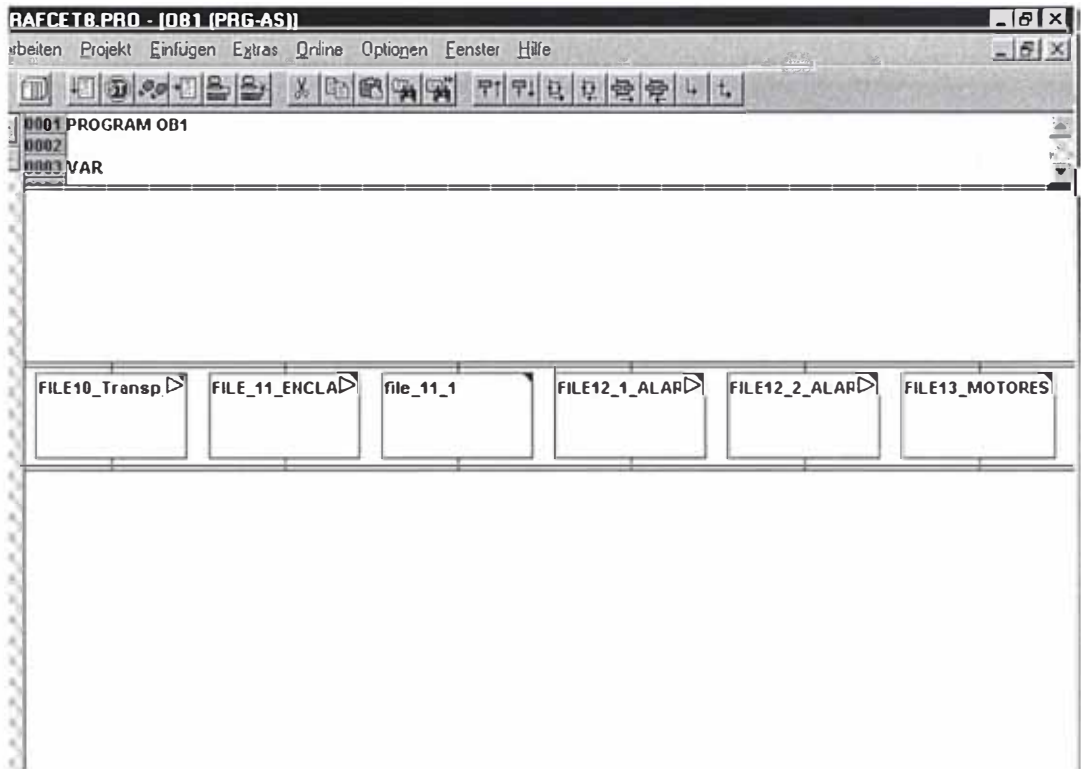 RAFCET8.PRO - [OB1 (PRG-AS)]
rbeiten Projekt Einfügen Extras Online Optionen Fenster Hilfe
0001 PROGRAM OB1
0002
0003 VAR
FILE10_Transp FILE_11_ENCLA file_11_1 FILE12_1_ALAR FILE12_2_ALAR FILE13_MOTORES